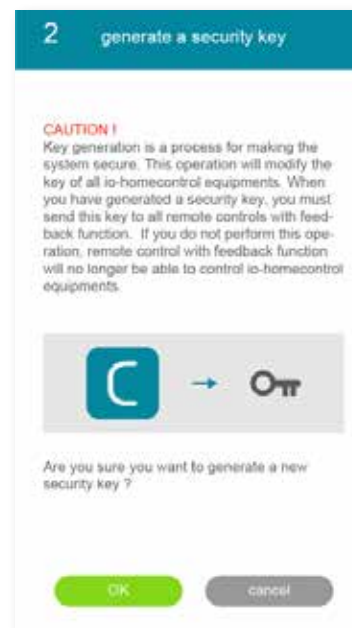 2 generate a security key
CAUTION !
Key generation is a process for making the
system secure. This operation will modify the
key of all io-homecontrol equipments. When
you have generated a security key, you must
send this key to all remote controls with feed-
back function. If you do not perform this ope-
ration, remote control with feedback function
will no longer be able to control io-homecontrol
equipments.
Are you sure you want to generate a new
security key ?
OK cancel